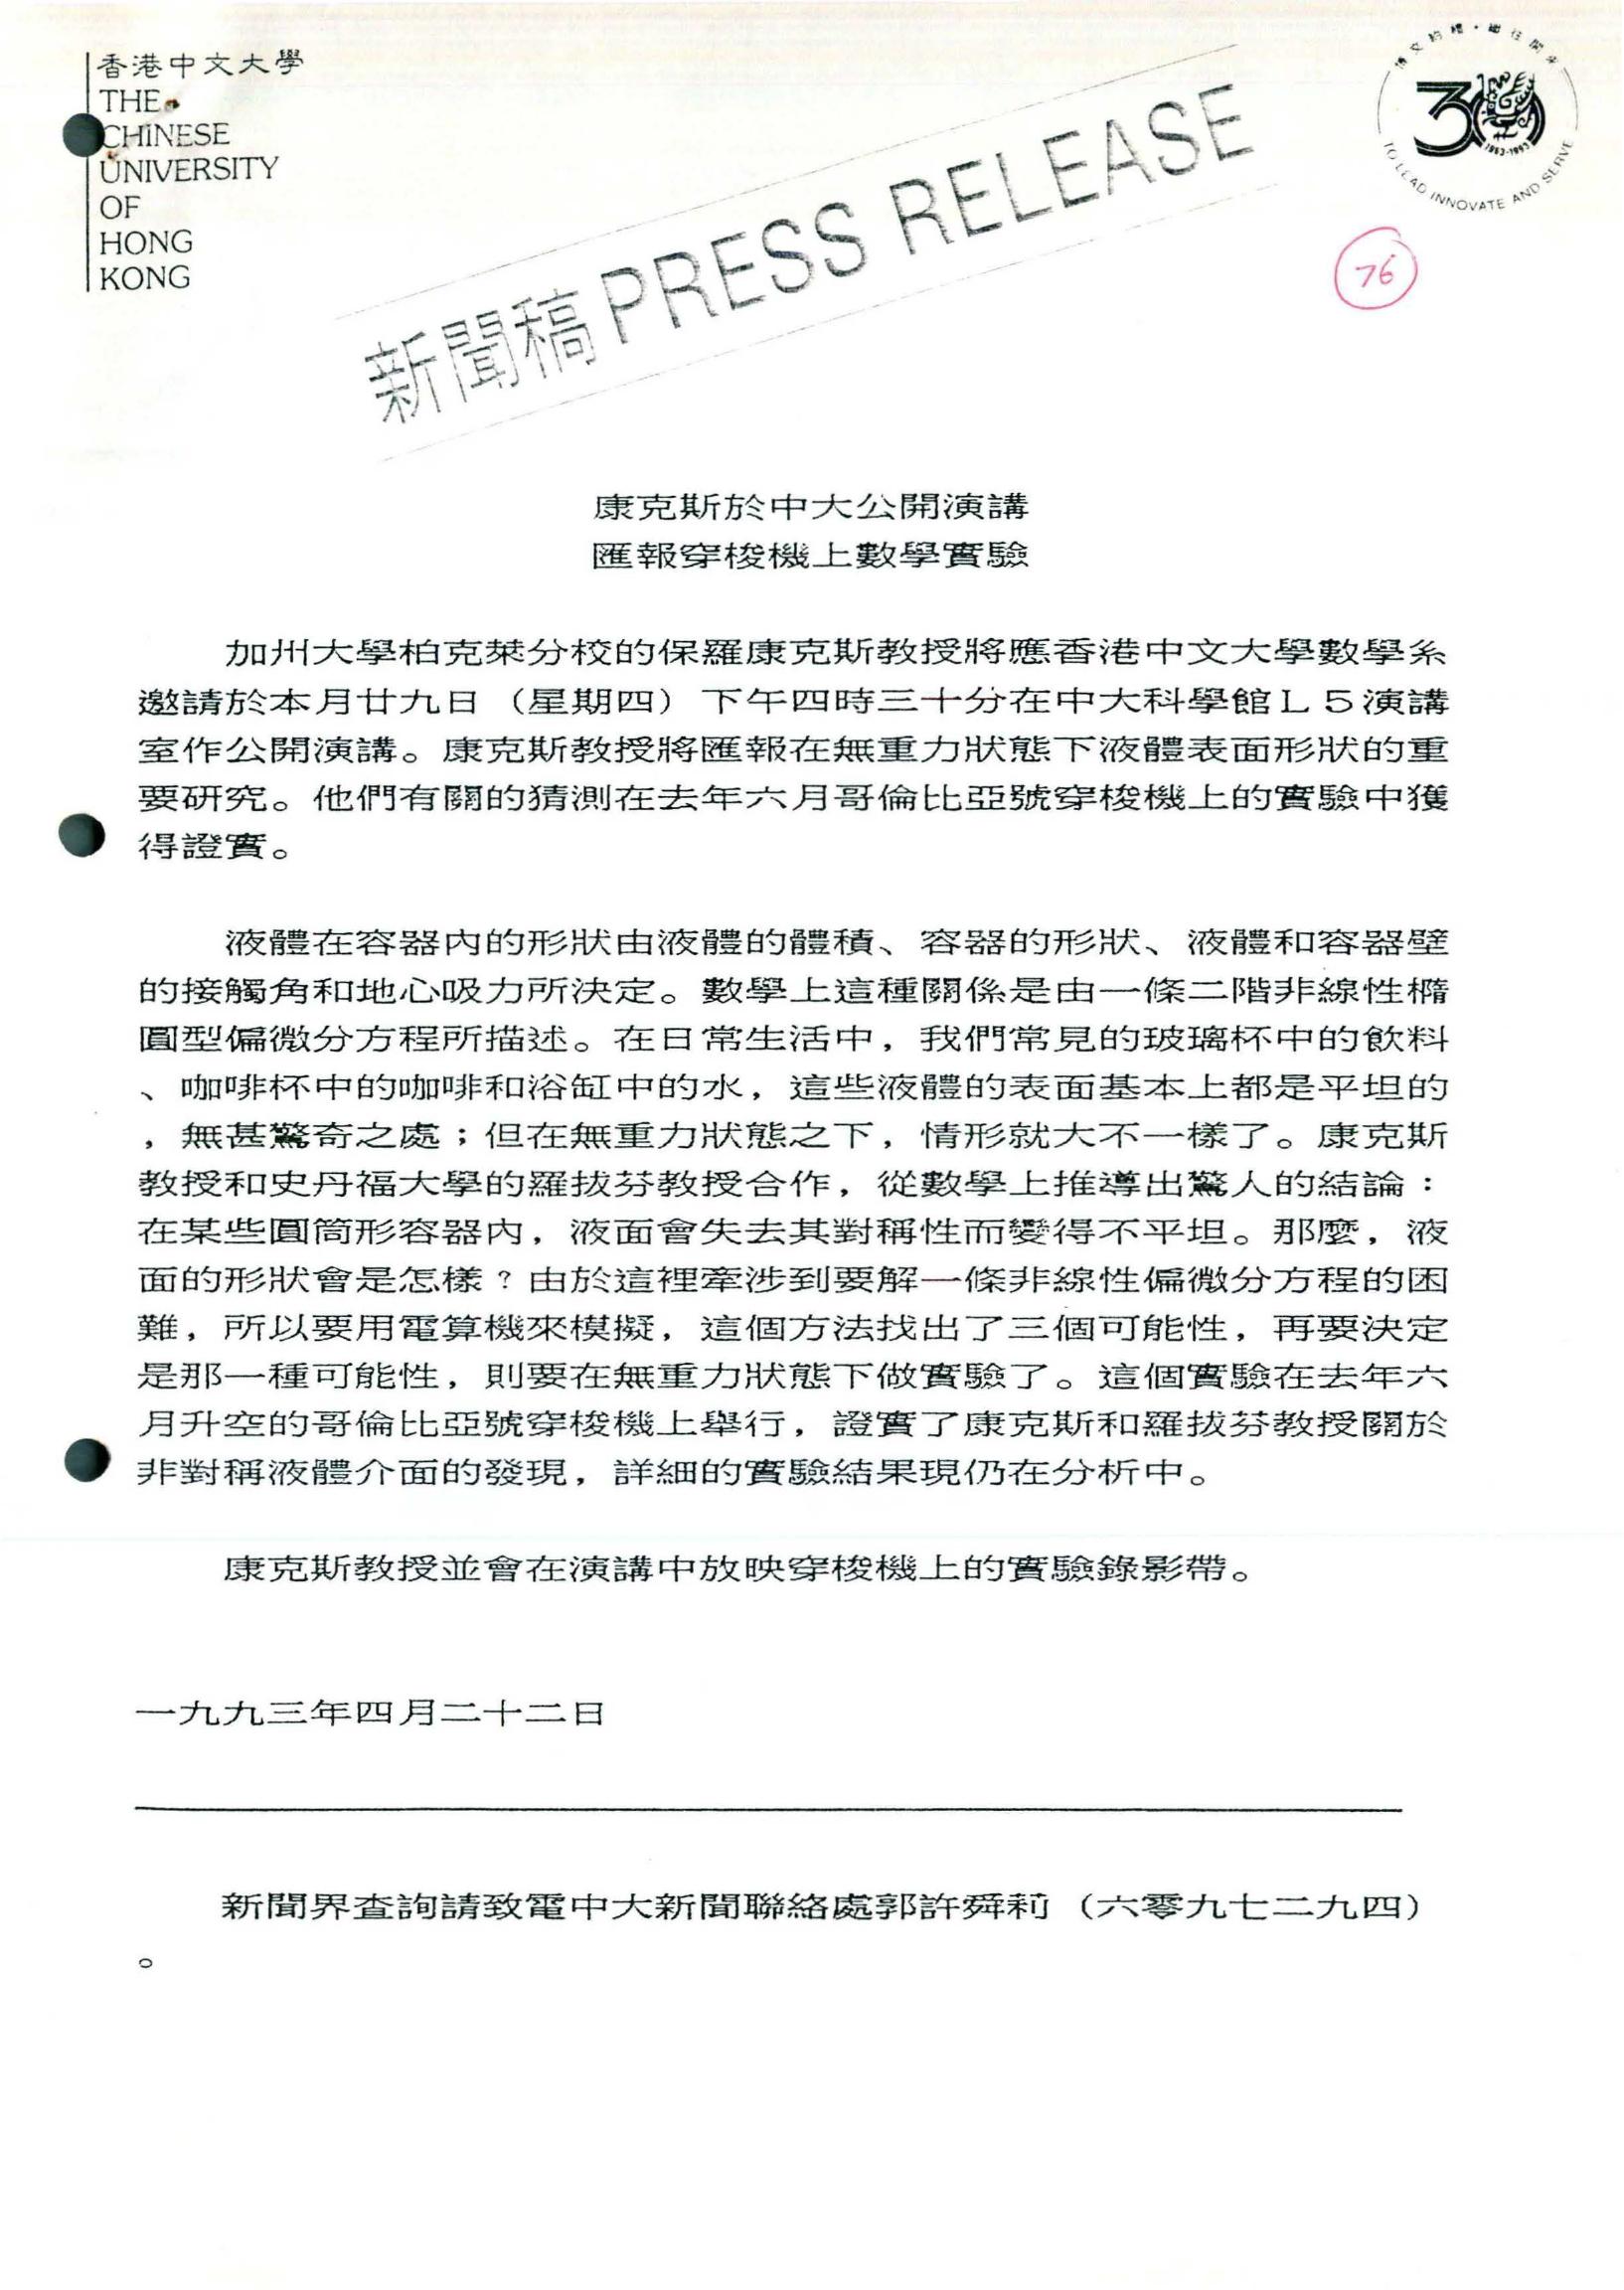 香港中文大學
THE
CHINESE
UNIVERSITY
OF
HONG
KONG
博文約禮·繼往開來
30
1963-1993
TO LEAD INNOVATE AND SERVE
新聞稿 PRESS RELEASE
76
康克斯於中大公開演講
匯報穿梭機上數學實驗
加州大學柏克萊分校的保羅康克斯教授將應香港中文大學數學系
邀請於本月廿九日（星期四）下午四時三十分在中大科學館L5演講
室作公開演講。康克斯教授將匯報在無重力狀態下液體表面形狀的重
要研究。他們有關的猜測在去年六月哥倫比亞號穿梭機上的實驗中獲
得證實。
液體在容器內的形狀由液體的體積、容器的形狀、液體和容器壁
的接觸角和地心吸力所決定。數學上這種關係是由一條二階非線性橢
圓型偏微分方程所描述。在日常生活中，我們常見的玻璃杯中的飲料
、咖啡杯中的咖啡和浴缸中的水，這些液體的表面基本上都是平坦的
，無甚驚奇之處；但在無重力狀態之下，情形就大不一樣了。康克斯
教授和史丹福大學的羅拔芬教授合作，從數學上推導出驚人的結論：
在某些圓筒形容器內，液面會失去其對稱性而變得不平坦。那麼，液
面的形狀會是怎樣？由於這裡牽涉到要解一條非線性偏微分方程的困
難，所以要用電算機來模擬，這個方法找出了三個可能性，再要決定
是那一種可能性，則要在無重力狀態下做實驗了。這個實驗在去年六
月升空的哥倫比亞號穿梭機上舉行，證實了康克斯和羅拔芬教授關於
非對稱液體介面的發現，詳細的實驗結果現仍在分析中。
康克斯教授並會在演講中放映穿梭機上的實驗錄影帶。
一九九三年四月二十二日
新聞界查詢請致電中大新聞聯絡處郭許舜莉（六零九七二九四）
。